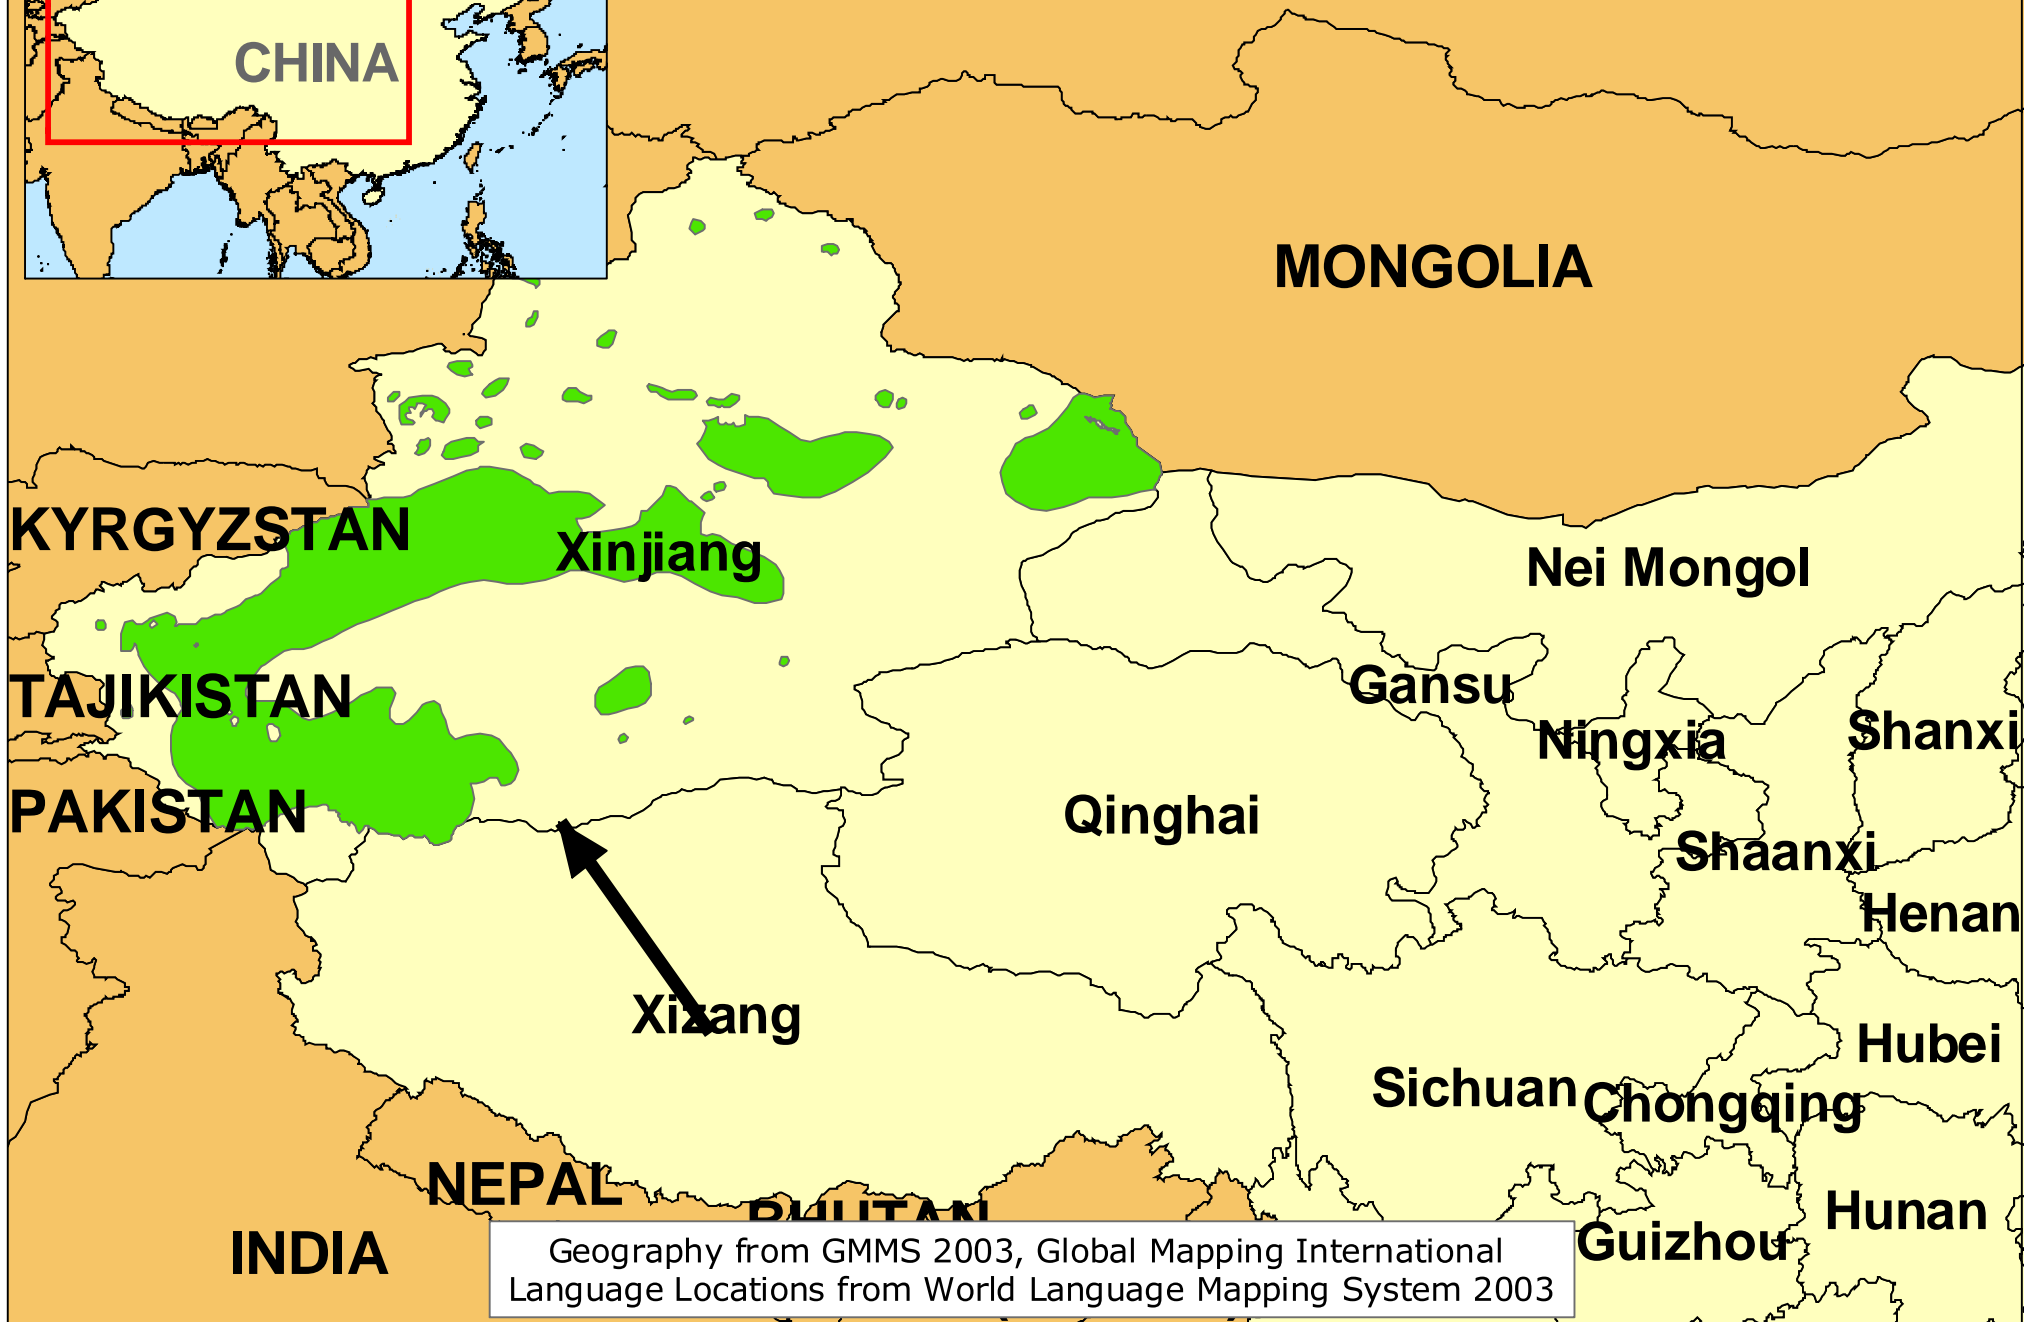 CHINA
MONGOLIA
KYRGYZSTAN
Xinjiang
Nei Mongol
TAJIKISTAN
Gansu
Ningxia
Shanxi
PAKISTAN
Qinghai
Shaanxi
Henan
Xizang
Hubei
Sichuan
Chongqing
NEPAL
BHUTAN
Hunan
INDIA
Guizhou
Geography from GMMS 2003, Global Mapping International
Language Locations from World Language Mapping System 2003